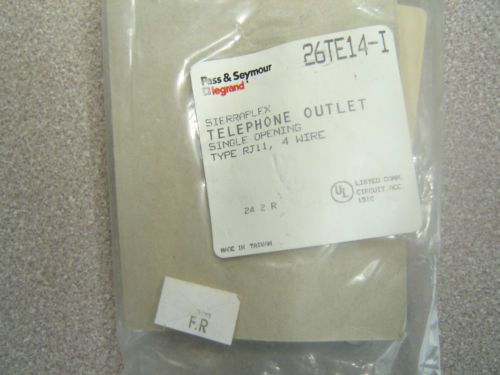 Pass & Seymour
legrand
26TE14-I
SIERRAFLEX
TELEPHONE OUTLET
SINGLE OPENING
TYPE RJ11, 4 WIRE
UL
LISTED COMM.
CIRCUIT ACC.
151C
24 2 R
MADE IN TAIWAN
F.R